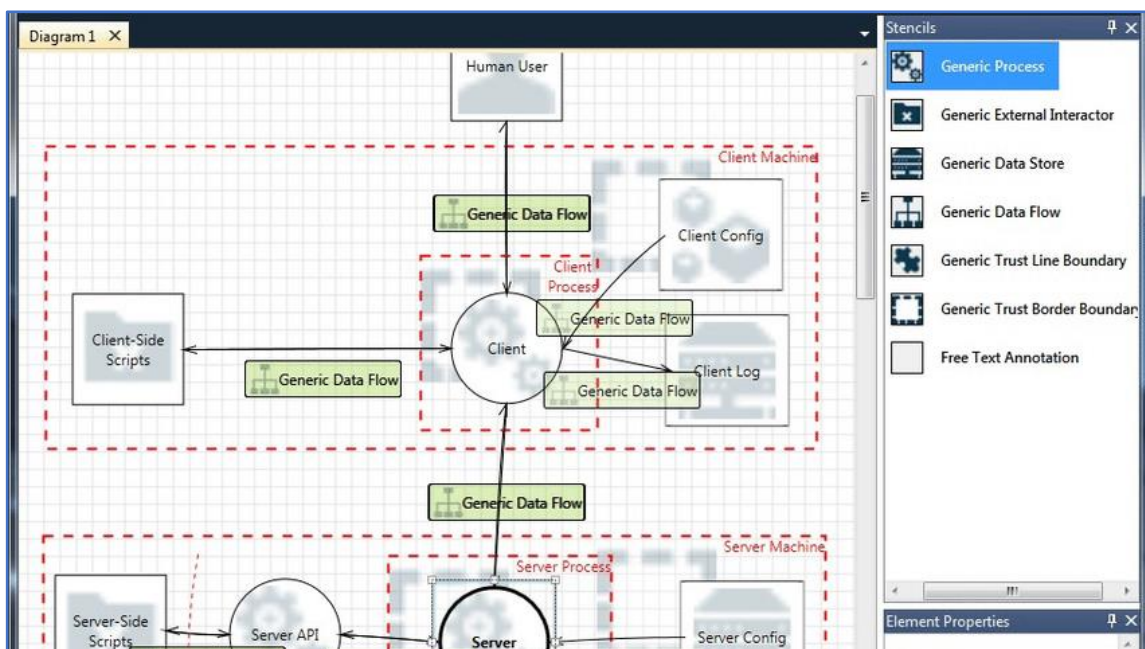 Diagram 1
Human User
Client Machine
Generic Data Flow
Client Config
Client
Process
Generic Data Flow
Client-Side
Scripts
Client
Client Log
Generic Data Flow
Generic Data Flow
Generic Data Flow
Server Machine
Server Process
Server-Side
Scripts
Server API
Server
Server Config
Stencils
Generic Process
Generic External Interactor
Generic Data Store
Generic Data Flow
Generic Trust Line Boundary
Generic Trust Border Boundary
Free Text Annotation
Element Properties